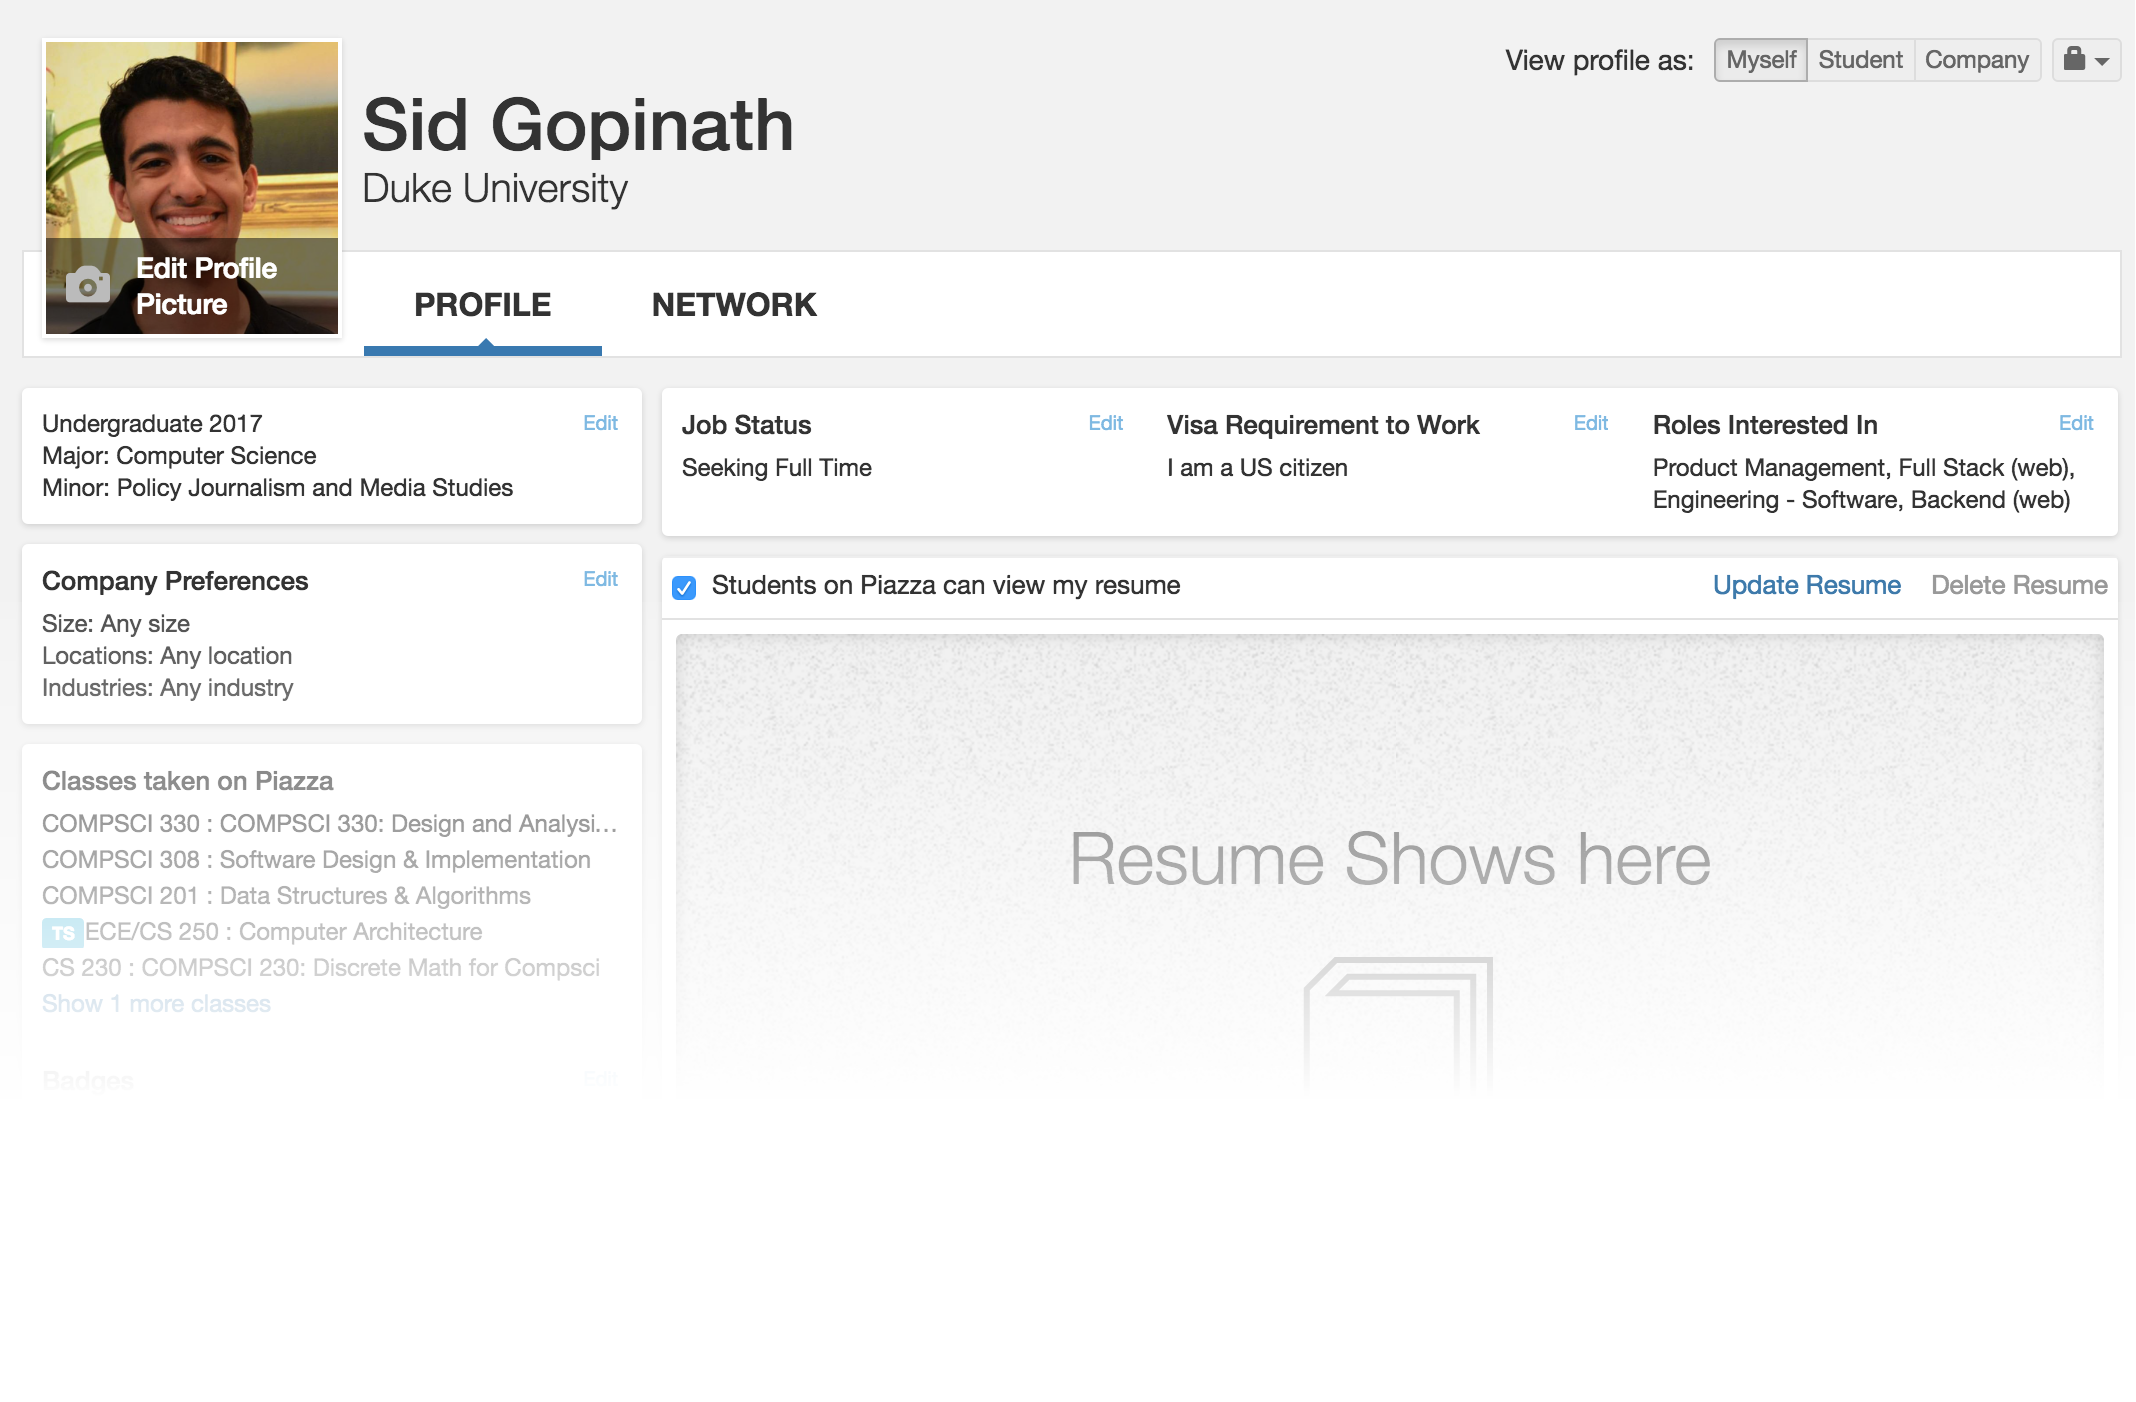 View profile as: Myself Student Company
Sid Gopinath
Duke University
Edit Profile
Picture
PROFILE NETWORK
Undergraduate 2017 Edit
Major: Computer Science
Minor: Policy Journalism and Media Studies
Company Preferences Edit
Size: Any size
Locations: Any location
Industries: Any industry
Classes taken on Piazza
COMPSCI 330 : COMPSCI 330: Design and Analysi...
COMPSCI 308 : Software Design & Implementation
COMPSCI 201 : Data Structures & Algorithms
TS ECE/CS 250 : Computer Architecture
CS 230 : COMPSCI 230: Discrete Math for Compsci
Show 1 more classes
Badges Edit
Job Status Edit
Seeking Full Time
Visa Requirement to Work Edit
I am a US citizen
Roles Interested In Edit
Product Management, Full Stack (web),
Engineering - Software, Backend (web)
Students on Piazza can view my resume Update Resume Delete Resume
Resume Shows here